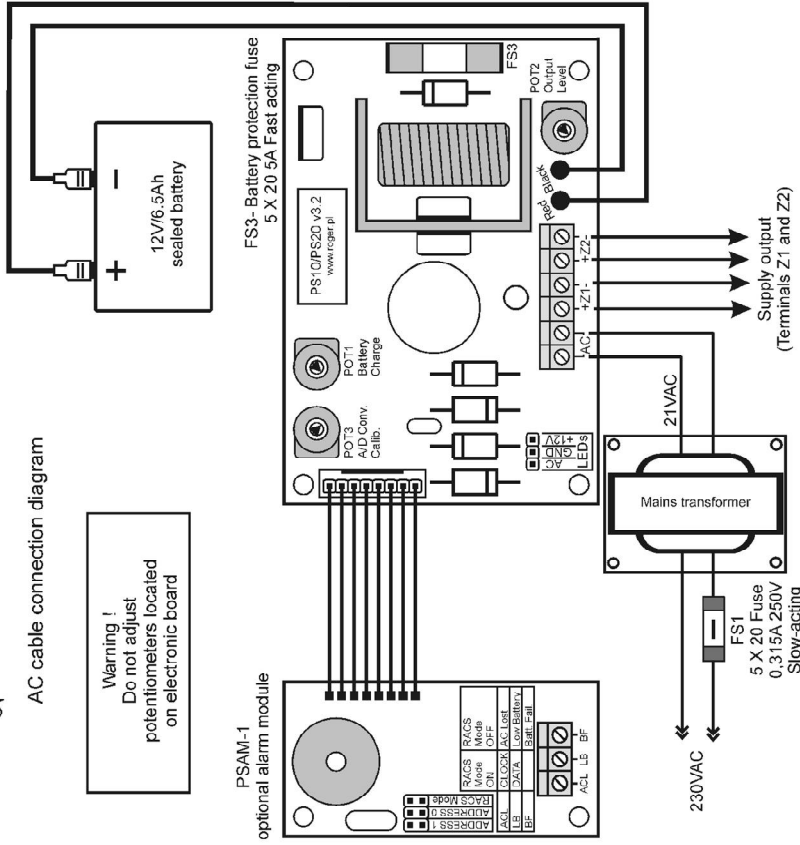 AC cable connection diagram
Warning !
Do not adjust
potentiometers located
on electronic board
12V/6.5Ah
sealed battery
+
-
FS3- Battery protection fuse
5 X 20 5A Fast acting
PS10/PS20 v3.2
www.roger.pl
FS3
POT2
Output
Level
Red
Black
POT1
Battery
Charge
POT3
A/D Conv.
Calib.
AC
GND
+12V
LEDs
AC
+Z1-
+Z2-
Supply output
(Terminals Z1 and Z2)
21VAC
Mains transformer
FS1
5 X 20 Fuse
0,315A 250V
Slow-acting
230VAC
PSAM-1
optional alarm module
ADDRESS 1
ADDRESS 0
RACS Mode
RACS
Mode
ON
RACS
Mode
OFF
ACL
CLOCK
AC Lost
LB
DATA
Low Battery
BF
Batt. Fail.
ACL
LB
BF